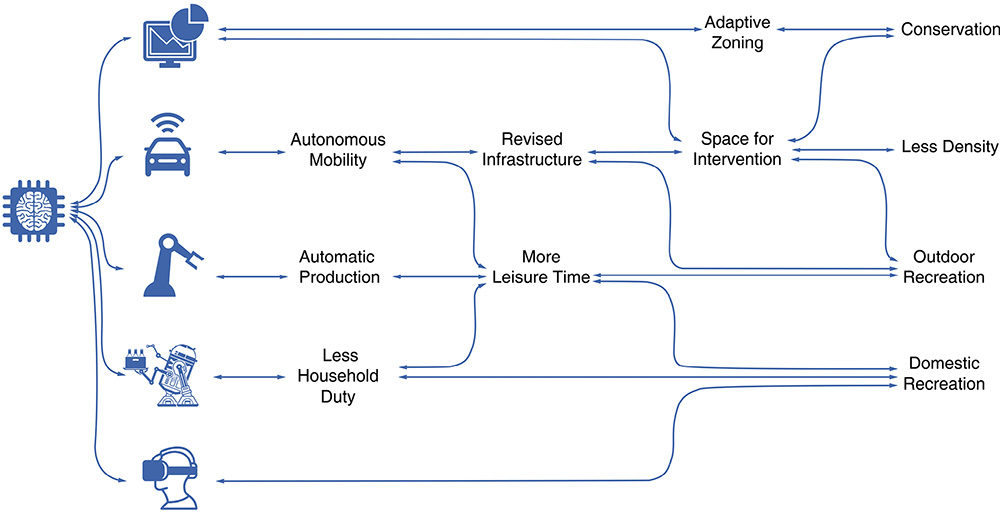 Adaptive
Zoning
Conservation
Autonomous
Mobility
Revised
Infrastructure
Space for
Intervention
Less Density
Automatic
Production
More
Leisure Time
Outdoor
Recreation
Less
Household
Duty
Domestic
Recreation